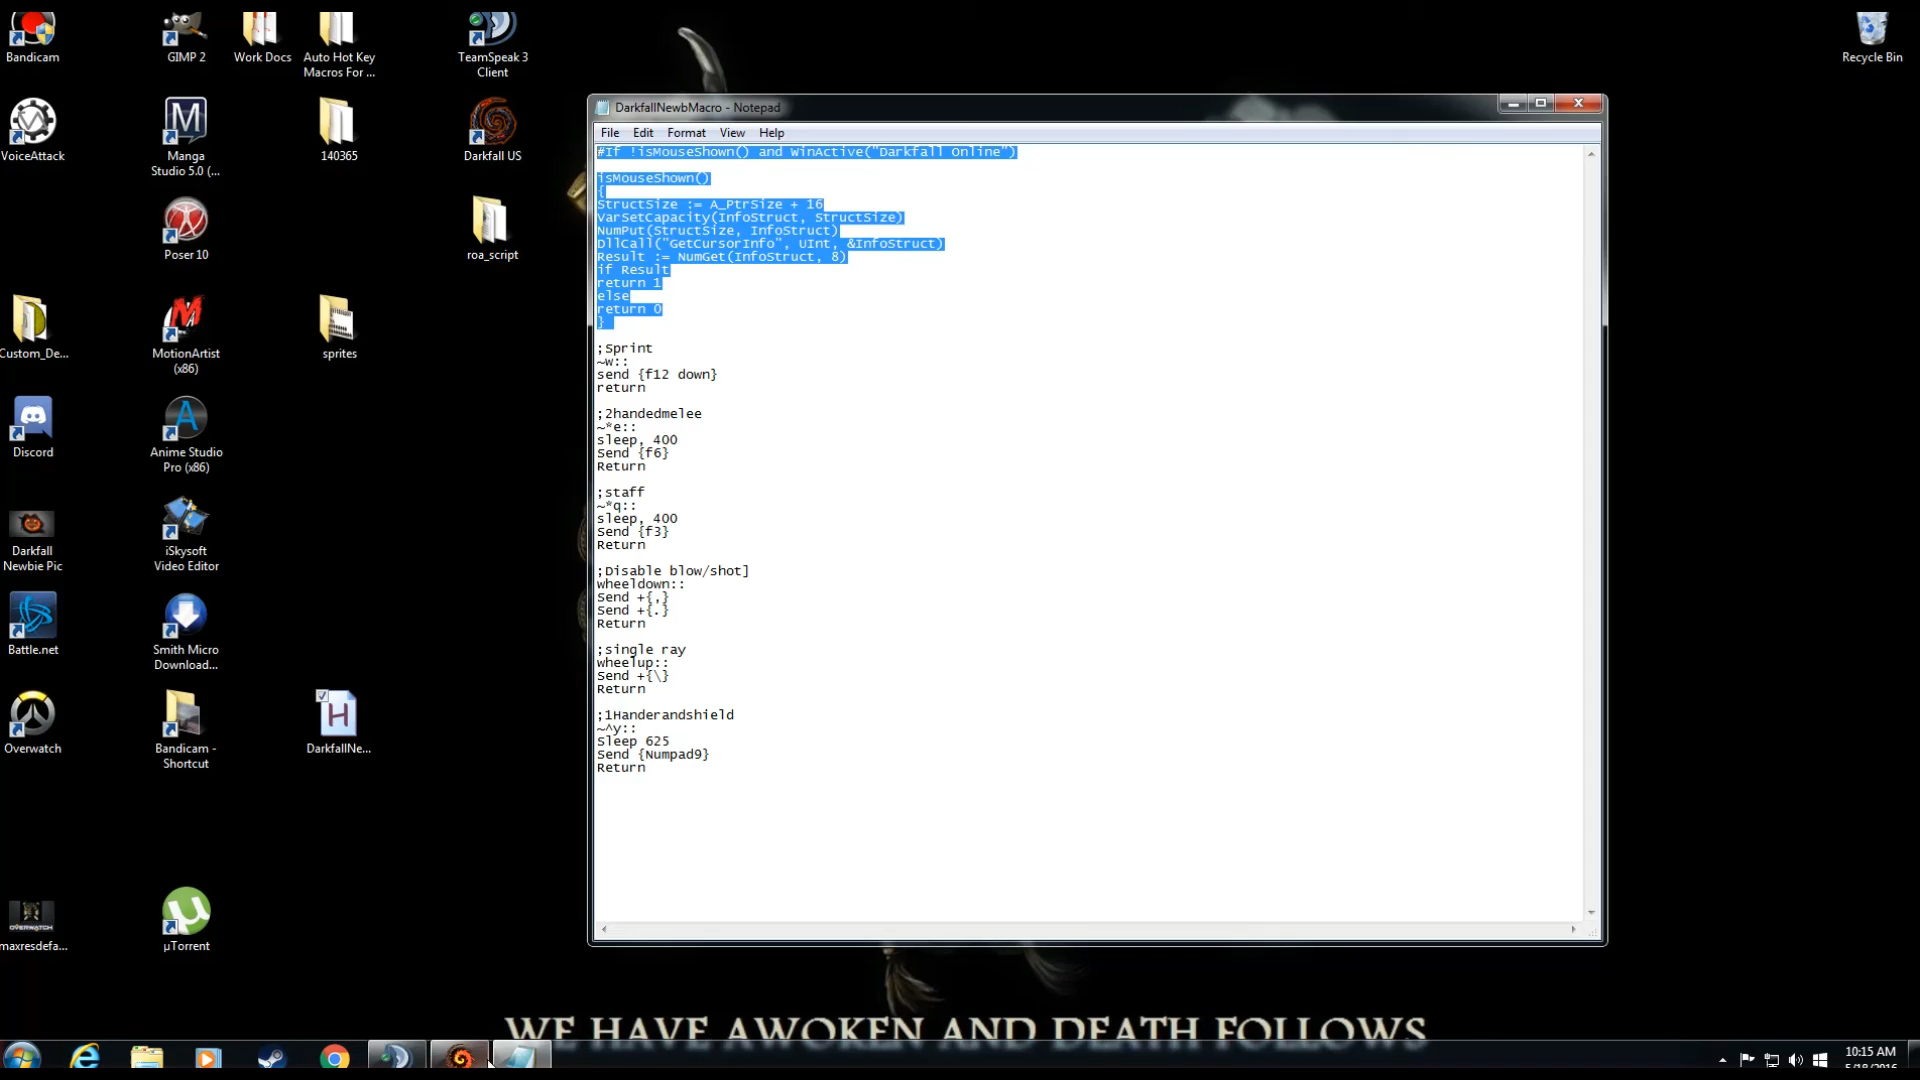 Bandicam
GIMP 2
Work Docs
Auto Hot Key
Macros For ...
TeamSpeak 3
Client
Recycle Bin
VoiceAttack
Manga
Studio 5.0 (...
140365
Darkfall US
Poser 10
roa_script
Custom_De...
MotionArtist
(x86)
sprites
Discord
Anime Studio
Pro (x86)
Darkfall
Newbie Pic
iSkysoft
Video Editor
Battle.net
Smith Micro
Download...
Overwatch
Bandicam -
Shortcut
DarkfallNe...
maxresdefa...
µTorrent
DarkfallNewbMacro - Notepad
File Edit Format View Help
#If !isMouseShown() and WinActive("Darkfall Online")
isMouseShown()
{
StructSize := A_PtrSize + 16
VarSetCapacity(InfoStruct, StructSize)
NumPut(StructSize, InfoStruct)
DllCall("GetCursorInfo", UInt, &InfoStruct)
Result := NumGet(InfoStruct, 8)
if Result
return 1
else
return 0
}
;Sprint
~w::
send {f12 down}
return
;2handedmelee
~*e::
sleep, 400
Send {f6}
Return
;staff
~*q::
sleep, 400
Send {f3}
Return
;Disable blow/shot]
wheeldown::
Send +{,}
Send +{.}
Return
;single ray
wheelup::
Send +{\}
Return
;1Handerandshield
~^y::
Sleep 625
Send {Numpad9}
Return
WE HAVE AWOKEN AND DEATH FOLLOWS
10:15 AM
5/18/2016